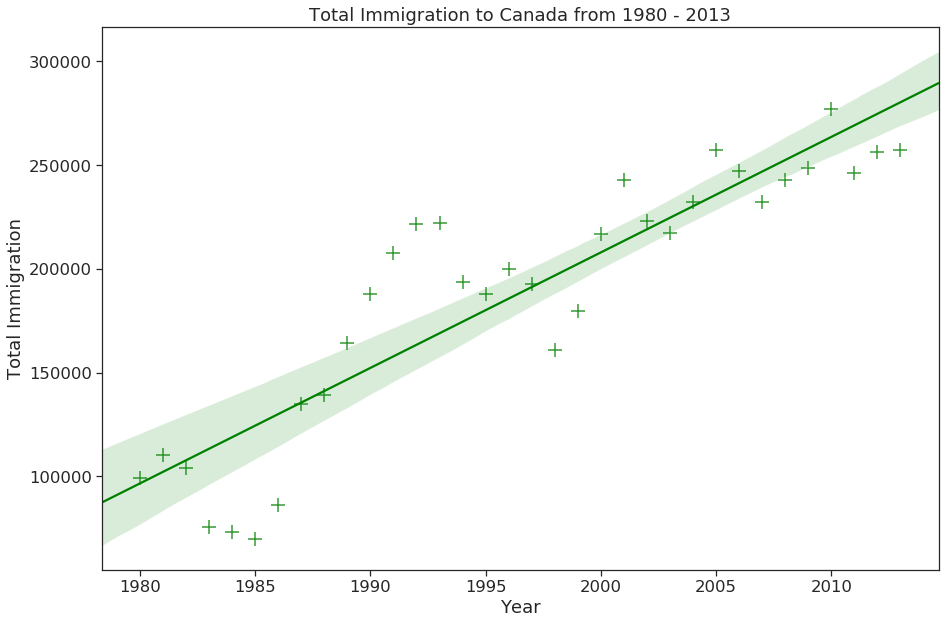 Total Immigration to Canada from 1980 - 2013
300000
250000
200000
150000
100000
Total Immigration
1980 1985 1990 1995 2000 2005 2010
Year